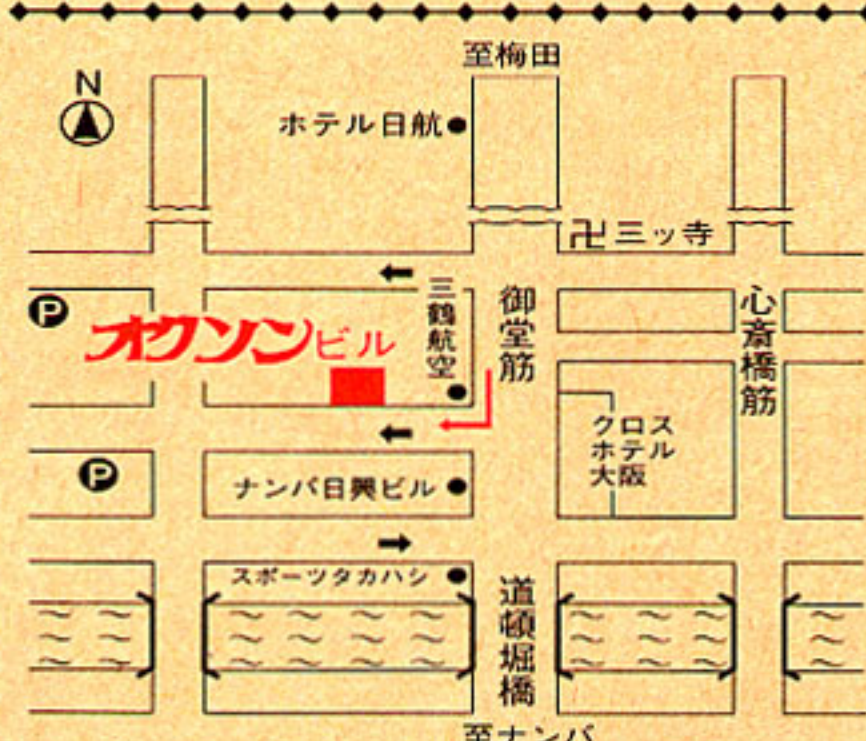 至梅田
N
ホテル日航
卍三ッ寺
三鶴航空
御堂筋
心斎橋筋
P
オクソンビル
クロス
ホテル
大阪
P
ナンバ日興ビル
スポーツタカハシ
道頓堀橋
至ナンバ